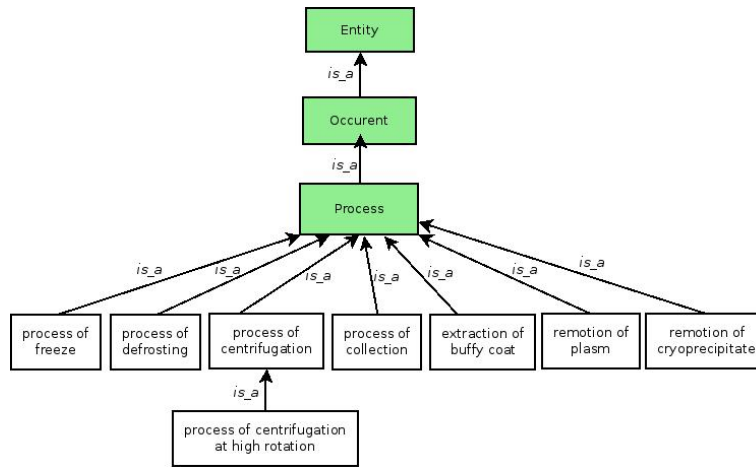 Entity
is_a
Occurent
is_a
Process
is_a
is_a
is_a
is_a
is_a
is_a
is_a
process of
freeze
process of
defrosting
process of
centrifugation
process of
collection
extraction of
buffy coat
remotion of
plasm
remotion of
cryoprecipitate
is_a
process of centrifugation
at high rotation